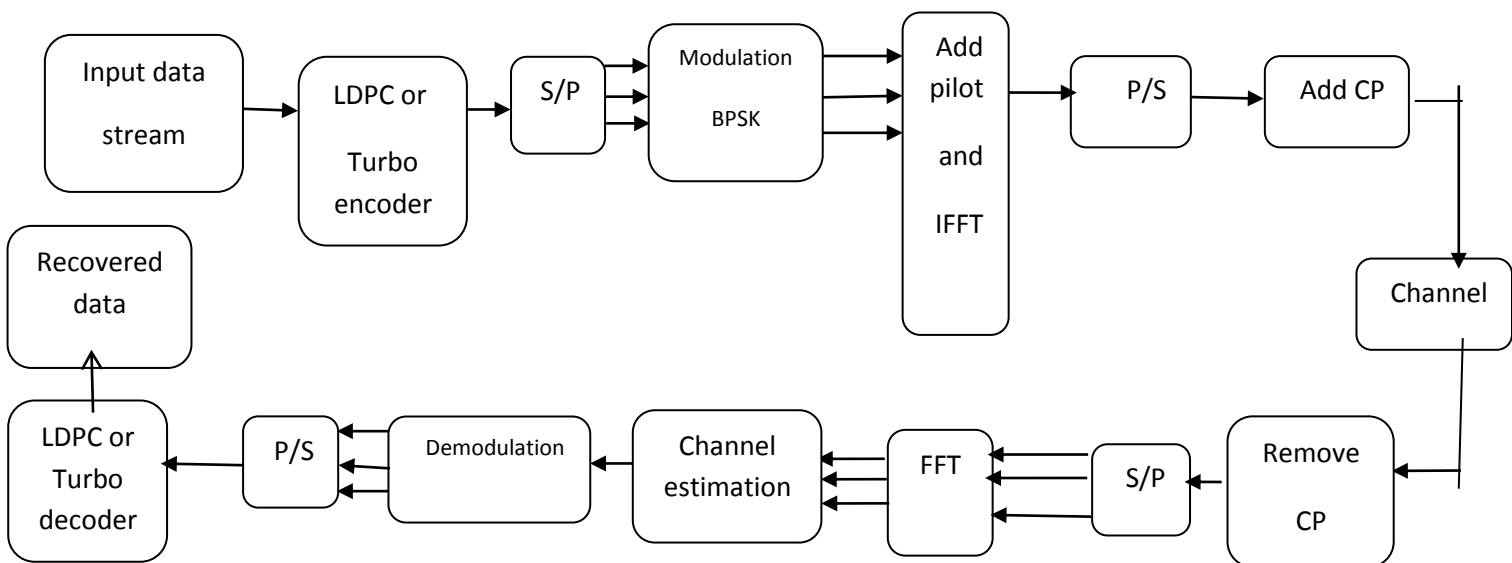 Input data
stream
LDPC or
Turbo
encoder
S/P
Modulation
BPSK
Add
pilot
and
IFFT
P/S
Add CP
Channel
Remove
CP
S/P
FFT
Channel
estimation
Demodulation
P/S
LDPC or
Turbo
decoder
Recovered
data